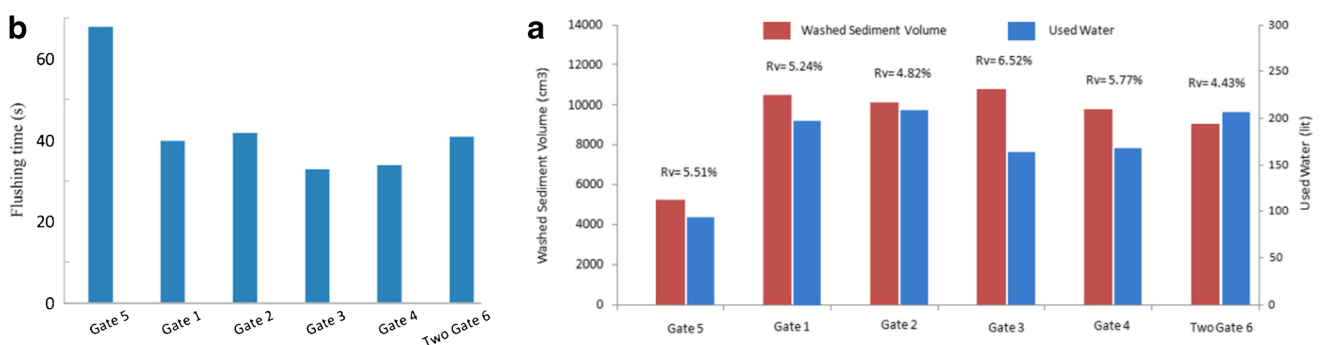 b
Flushing time (s)
60
40
20
0
Gate 5
Gate 1
Gate 2
Gate 3
Gate 4
Two Gate 6
a
Washed Sediment Volume
Used Water
Washed Sediment Volume (cm3)
14000
12000
10000
8000
6000
4000
2000
0
Rv= 5.51%
Rv= 5.24%
Rv= 4.82%
Rv= 6.52%
Rv= 5.77%
Rv= 4.43%
300
250
200
150
100
50
0
Used Water (lit)
Gate 5
Gate 1
Gate 2
Gate 3
Gate 4
Two Gate 6